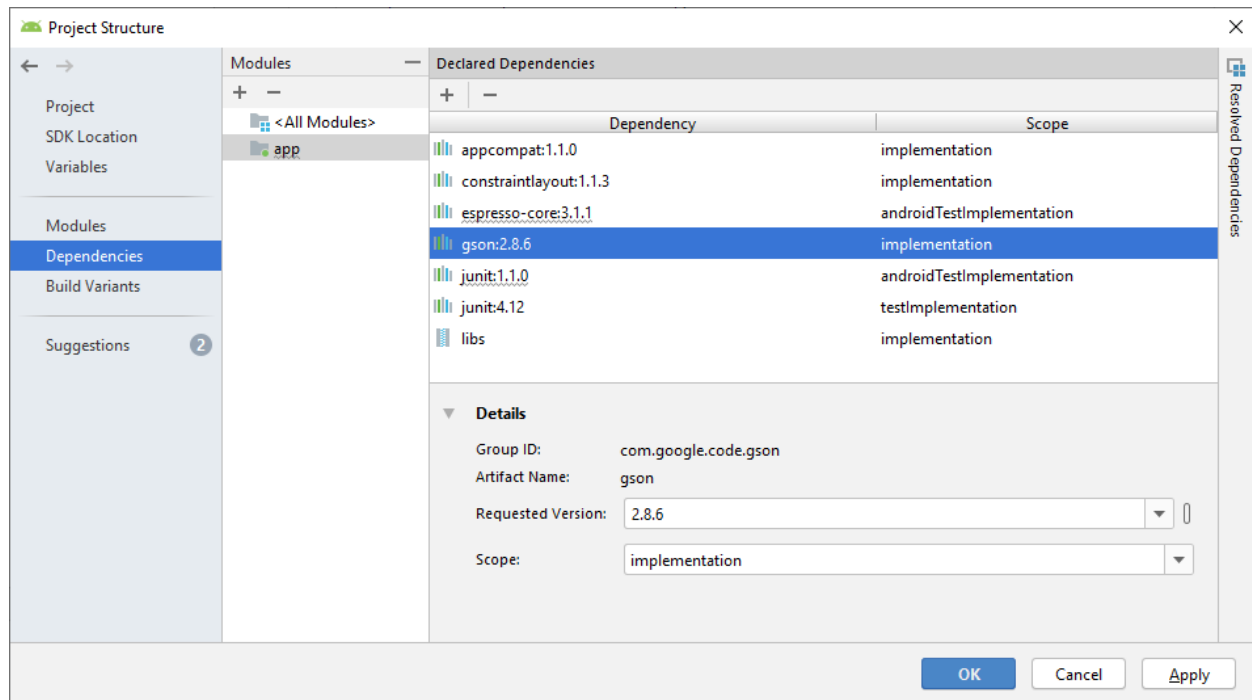 Project Structure
Project
SDK Location
Variables
Modules
Dependencies
Build Variants
Suggestions 2
Modules
<All Modules>
app
Declared Dependencies
Dependency Scope
appcompat:1.1.0 implementation
constraintlayout:1.1.3 implementation
espresso-core:3.1.1 androidTestImplementation
gson:2.8.6 implementation
junit:1.1.0 androidTestImplementation
junit:4.12 testImplementation
libs implementation
Details
Group ID: com.google.code.gson
Artifact Name: gson
Requested Version: 2.8.6
Scope: implementation
Resolved Dependencies
OK Cancel Apply